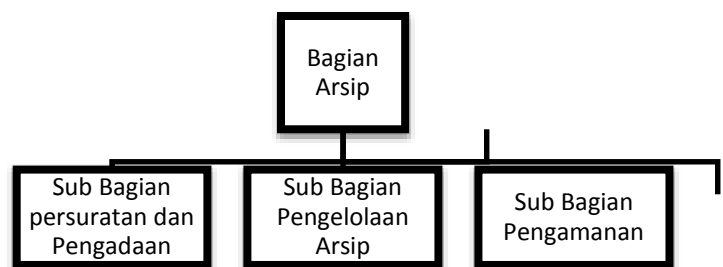 Bagian
Arsip
Sub Bagian
persuratan dan
Pengadaan
Sub Bagian
Pengelolaan
Arsip
Sub Bagian
Pengamanan